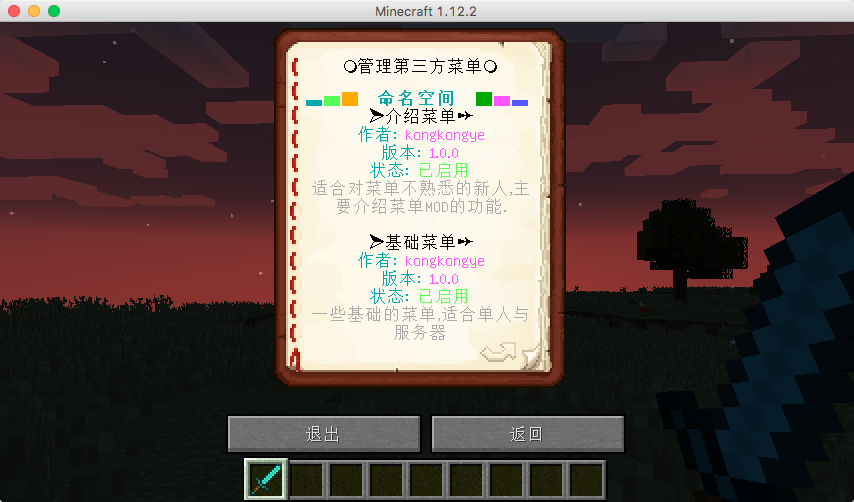 Minecraft 1.12.2
管理第三方菜单
命名空间
介绍菜单
作者: kongkongye
版本: 1.0.0
状态: 已启用
适合对菜单不熟悉的新人,主
要介绍菜单MOD的功能.
基础菜单
作者: kongkongye
版本: 1.0.0
状态: 已启用
一些基础的菜单,适合单人与
服务器
退出
返回